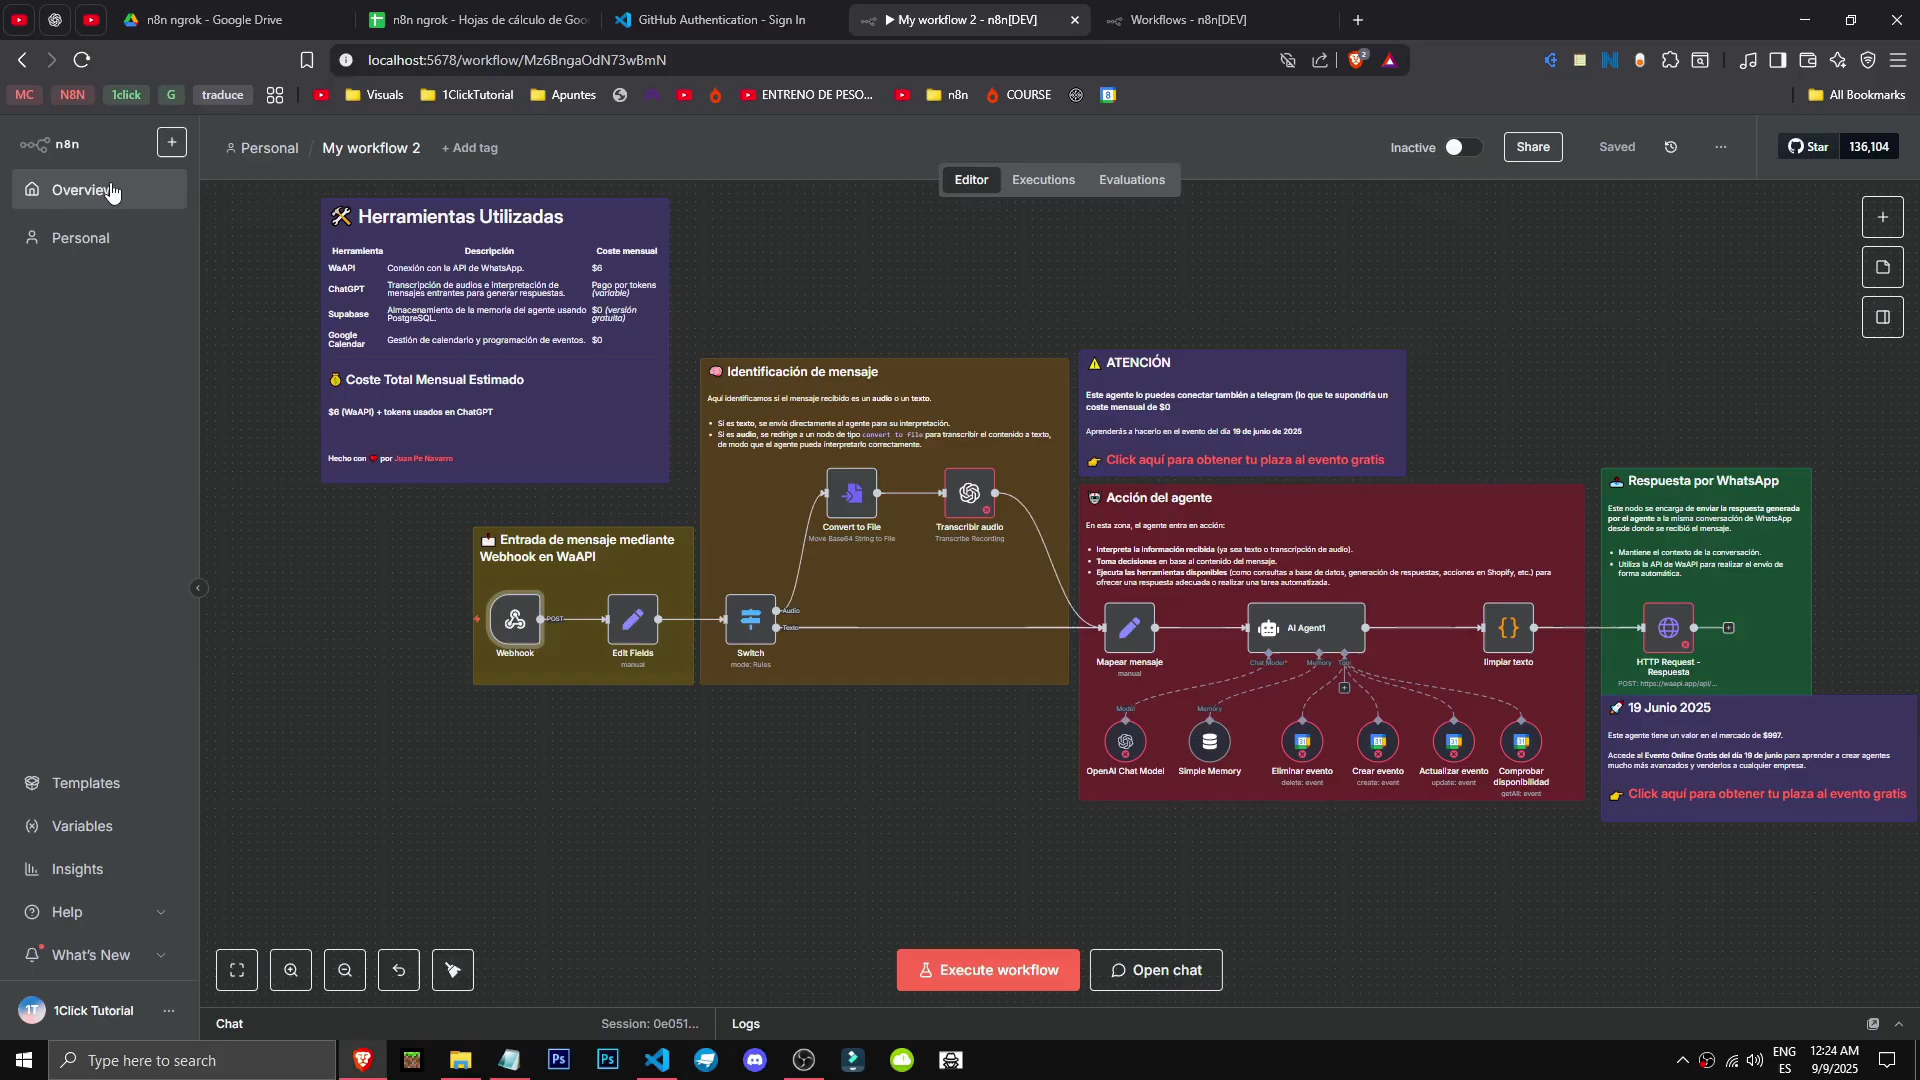 n8n ngrok - Google Drive
n8n ngrok - Hojas de cálculo de Goo
GitHub Authentication - Sign In
▶ My workflow 2 - n8n[DEV]
Workflows - n8n[DEV]
localhost:5678/workflow/Mz6BngaOdN73wBmN
2
MC
N8N
1click
G
traduce
Visuals
1ClickTutorial
Apuntes
ENTRENO DE PESO...
n8n
COURSE
All Bookmarks
n8n
Personal / My workflow 2 + Add tag
Inactive
Share
Saved
Star 136,104
Overview
Personal
Editor Executions Evaluations
🛠 Herramientas Utilizadas
Herramienta Descripción Coste mensual
WaAPI Conexión con la API de WhatsApp. $6
ChatGPT Transcripción de audios e interpretación de mensajes entrantes para generar respuestas. Pago por tokens (variable)
Supabase Almacenamiento de la memoria del agente usando PostgreSQL. $0 (versión gratuita)
Google Calendar Gestión de calendario y programación de eventos. $0
💰 Coste Total Mensual Estimado
$6 (WaAPI) + tokens usados en ChatGPT
Hecho con ❤ por Juan Pe Navarro
Entrada de mensaje mediante
Webhook en WaAPI
Webhook
POST
Edit Fields
manual
🧠 Identificación de mensaje
Aquí identificamos si el mensaje recibido es un audio o un texto.
• Si es texto, se envía directamente al agente para su interpretación.
• Si es audio, se redirige a un nodo de tipo convert to file para transcribir el contenido a texto,
de modo que el agente pueda interpretarlo correctamente.
Convert to File
Move Base64 String to File
Transcribir audio
Transcribe Recording
Switch
mode: Rules
Audio
Texto
⚠ ATENCIÓN
Este agente lo puedes conectar también a telegram (lo que te supondría un
coste mensual de $0
Aprenderás a hacerlo en el evento del día 19 de junio de 2025
👉 Click aquí para obtener tu plaza al evento gratis
Acción del agente
En esta zona, el agente entra en acción:
• Interpreta la información recibida (ya sea texto o transcripción de audio).
• Toma decisiones en base al contenido del mensaje.
• Ejecuta las herramientas disponibles (como consultas a base de datos, generación de respuestas, acciones en Shopify, etc.) para
ofrecer una respuesta adecuada o realizar una tarea automatizada.
Mapear mensaje
manual
AI Agent1
Chat Model*
Memory
Tool
limpiar texto
Model
Memory
OpenAI Chat Model
Simple Memory
Eliminar evento
delete: event
Crear evento
create: event
Actualizar evento
update: event
Comprobar
disponibilidad
getAll: event
Respuesta por WhatsApp
Este nodo se encarga de enviar la respuesta generada
por el agente a la misma conversación de WhatsApp
desde donde se recibió el mensaje.
• Mantiene el contexto de la conversación.
• Utiliza la API de WaAPI para realizar el envío de
forma automática.
HTTP Request -
Respuesta
POST: https://waapi.app/api/...
🚀 19 Junio 2025
Este agente tiene un valor en el mercado de $997.
Accede al Evento Online Gratis del día 19 de junio para aprender a crear agentes
mucho más avanzados y venderlos a cualquier empresa.
👉 Click aquí para obtener tu plaza al evento gratis
Templates
Variables
Insights
Help
What's New
1T 1Click Tutorial
Execute workflow
Open chat
Chat
Session: 0e051...
Logs
Type here to search
ENG
ES
12:24 AM
9/9/2025